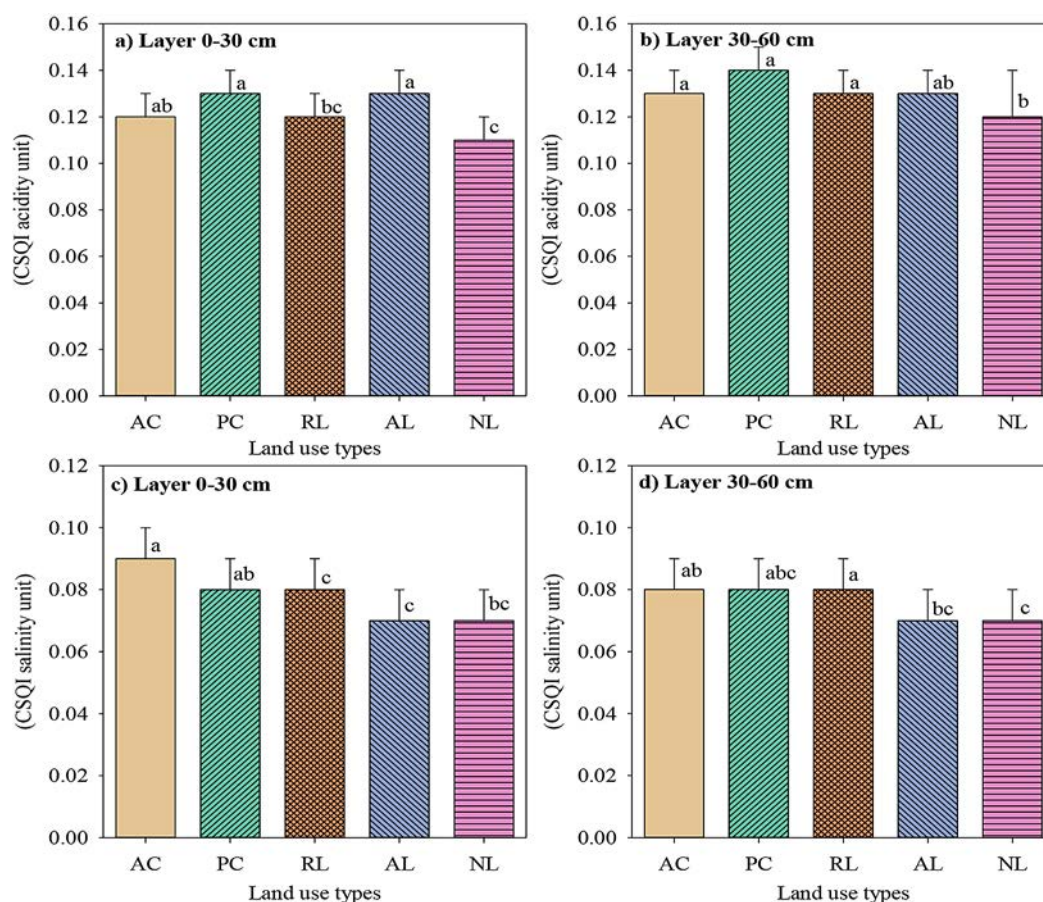 a) Layer 0-30 cm
0.16
0.14
0.12
0.10
0.08
0.06
0.04
0.02
0.00
(CSQI acidity unit)
ab
a
bc
a
c
AC PC RL AL NL
Land use types
b) Layer 30-60 cm
0.16
0.14
0.12
0.10
0.08
0.06
0.04
0.02
0.00
(CSQI acidity unit)
a
a
a
ab
b
AC PC RL AL NL
Land use types
c) Layer 0-30 cm
0.12
0.10
0.08
0.06
0.04
0.02
0.00
(CSQI salinity unit)
a
ab
c
c
bc
AC PC RL AL NL
Land use types
d) Layer 30-60 cm
0.12
0.10
0.08
0.06
0.04
0.02
0.00
(CSQI salinity unit)
ab
abc
a
bc
c
AC PC RL AL NL
Land use types